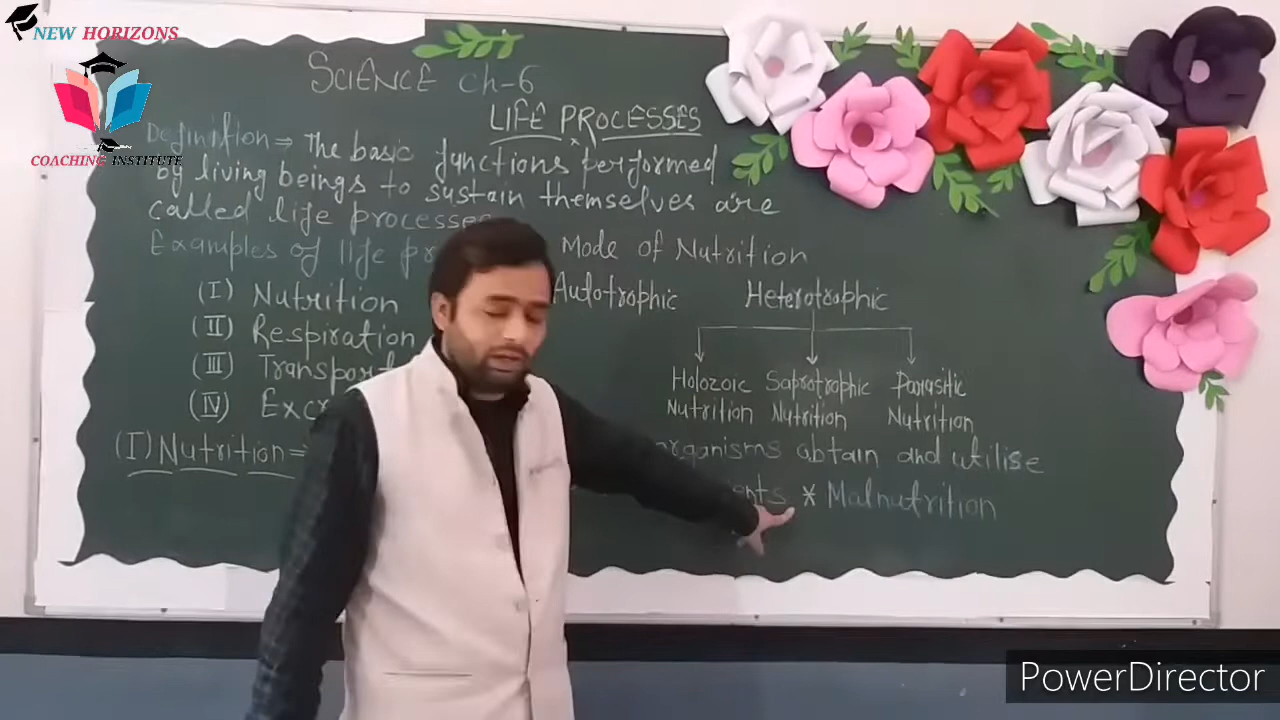 NEW HORIZONS
COACHING INSTITUTE
SCIENCE Ch-6
LIFE PROCESSES
Definition ⇒ The basic functions performed
by living beings to sustain themselves are
called life processes
Examples of life
Mode of Nutrition
(I) Nutrition
Autotrophic Heterotrophic
(II) Respiration
(III)
Holozoic Saprotrophic Parasitic
(IV)
Nutrition Nutrition Nutrition
(I) Nutrition ⇒ organisms obtain and utilise
* Malnutrition
PowerDirector